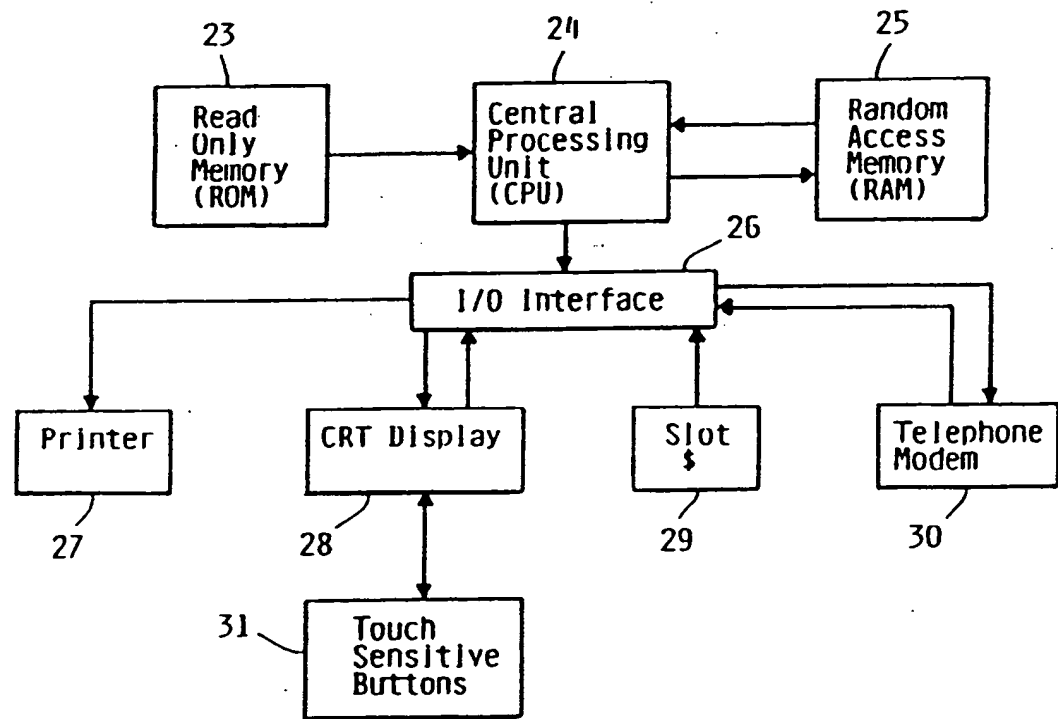 23
24
25
Read
Only
Memory
(ROM)
Central
Processing
Unit
(CPU)
Random
Access
Memory
(RAM)
26
I/O Interface
Printer
CRT Display
Slot
$
Telephone
Modem
27
28
29
30
31
Touch
Sensitive
Buttons